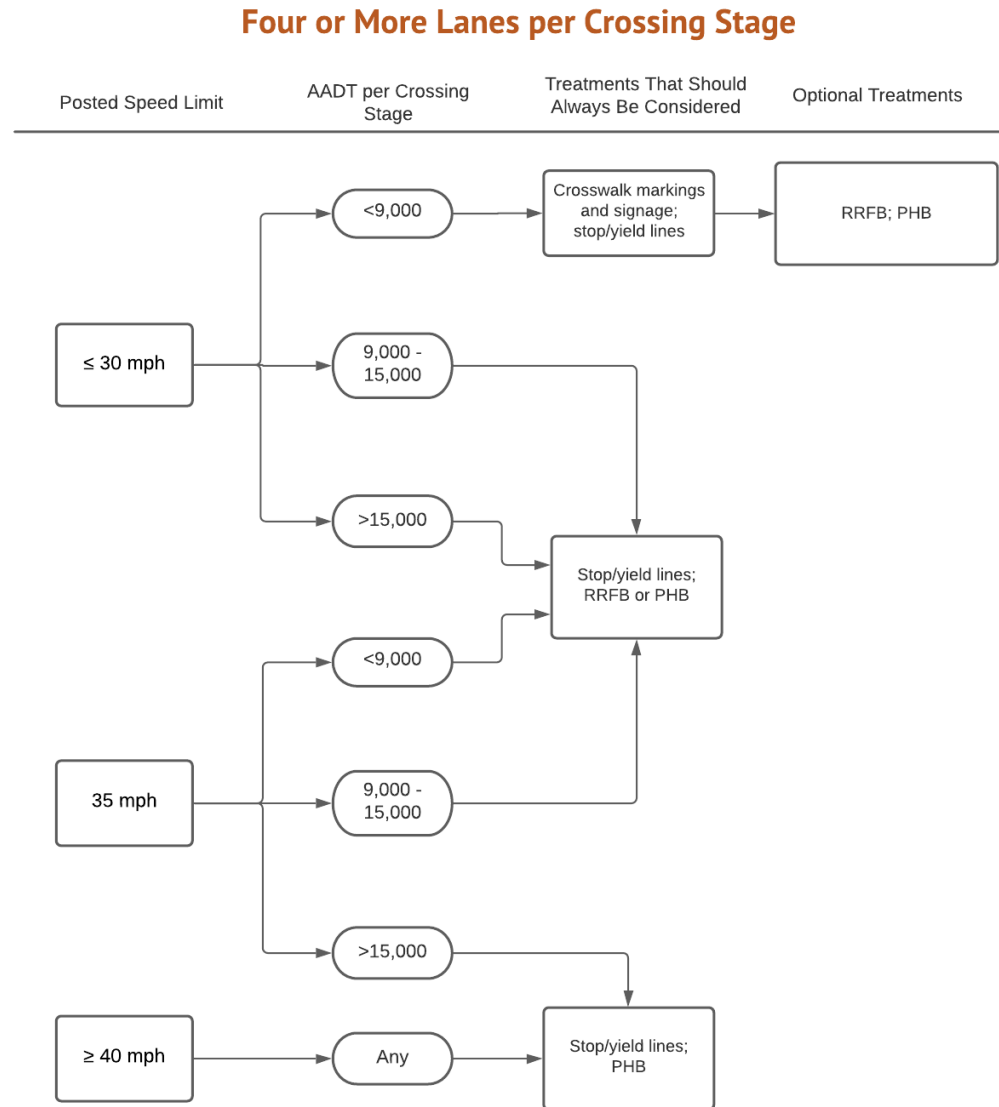 Four or More Lanes per Crossing Stage
Posted Speed Limit
AADT per Crossing
Stage
Treatments That Should
Always Be Considered
Optional Treatments
<9,000
Crosswalk markings
and signage;
stop/yield lines
RRFB; PHB
≤ 30 mph
9,000 -
15,000
>15,000
Stop/yield lines;
RRFB or PHB
<9,000
35 mph
9,000 -
15,000
>15,000
≥ 40 mph
Any
Stop/yield lines;
PHB